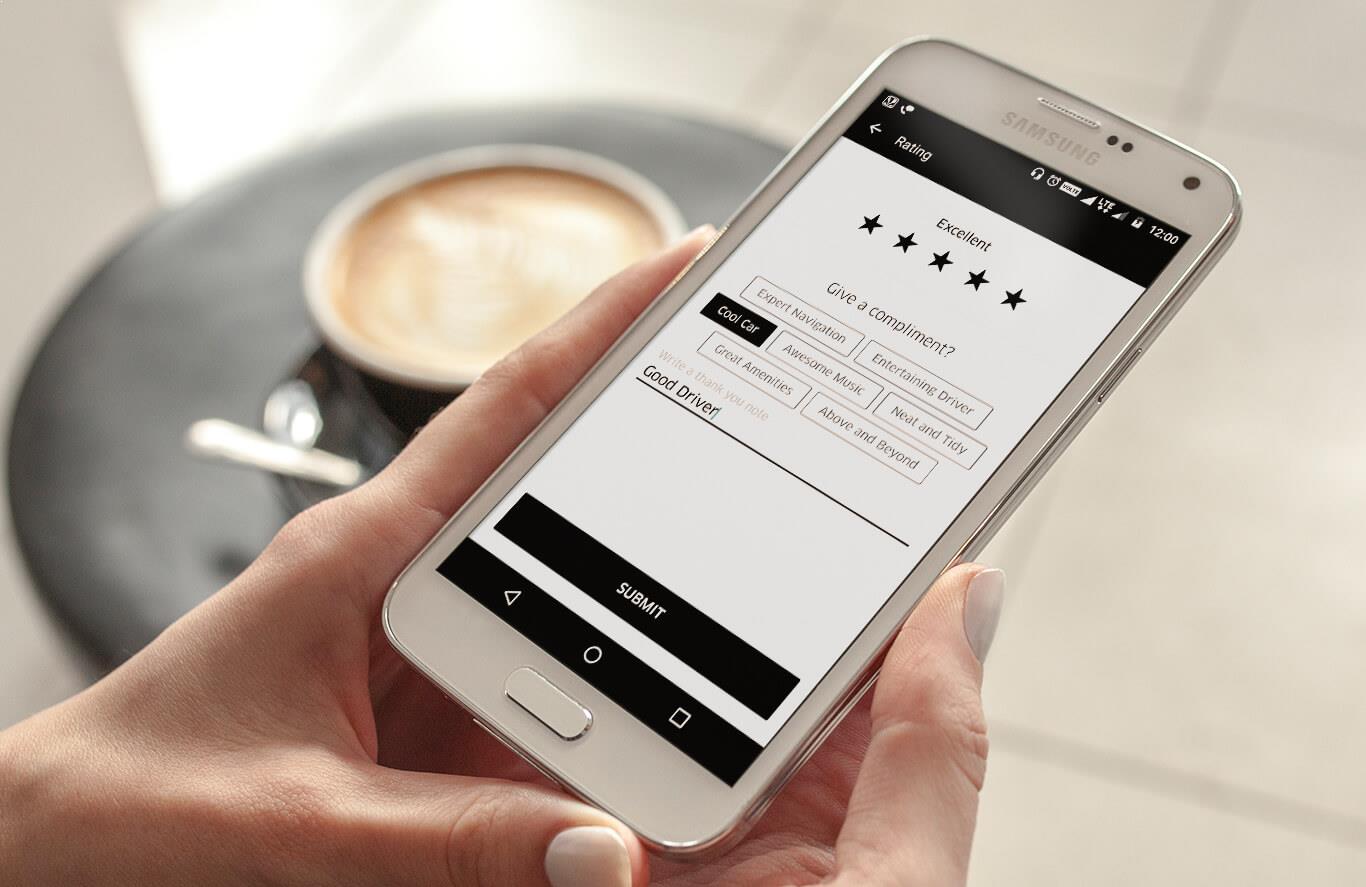 SAMSUNG
VOLTE LTE 12:00
Rating
Excellent
Give a compliment?
Expert Navigation Entertaining Driver
Cool Car Awesome Music Neat and Tidy
Great Amenities Above and Beyond
Write a thank you note
Good Driver
SUBMIT